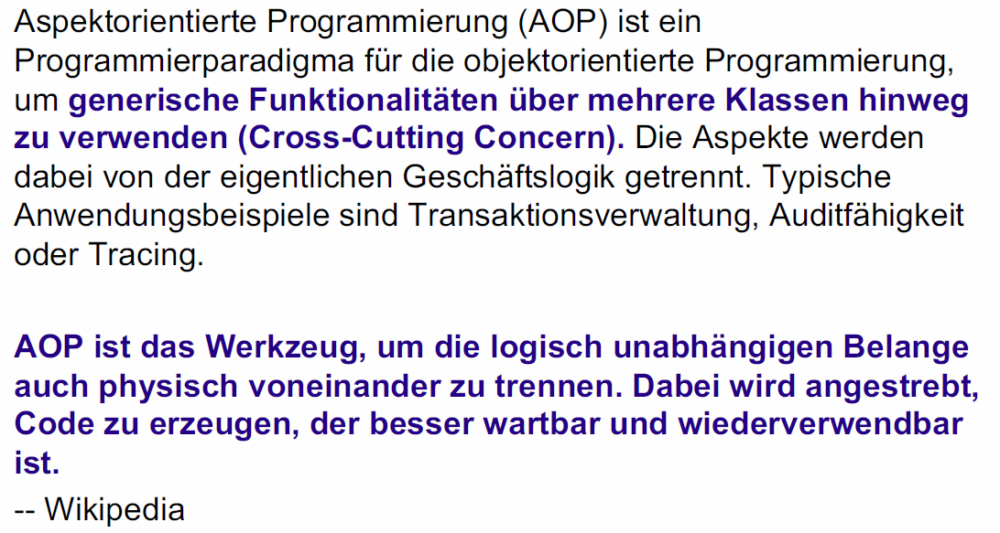 Aspektorientierte Programmierung (AOP) ist ein
Programmierparadigma für die objektorientierte Programmierung,
um generische Funktionalitäten über mehrere Klassen hinweg
zu verwenden (Cross-Cutting Concern). Die Aspekte werden
dabei von der eigentlichen Geschäftslogik getrennt. Typische
Anwendungsbeispiele sind Transaktionsverwaltung, Auditfähigkeit
oder Tracing.
AOP ist das Werkzeug, um die logisch unabhängigen Belange
auch physisch voneinander zu trennen. Dabei wird angestrebt,
Code zu erzeugen, der besser wartbar und wiederverwendbar
ist.
-- Wikipedia